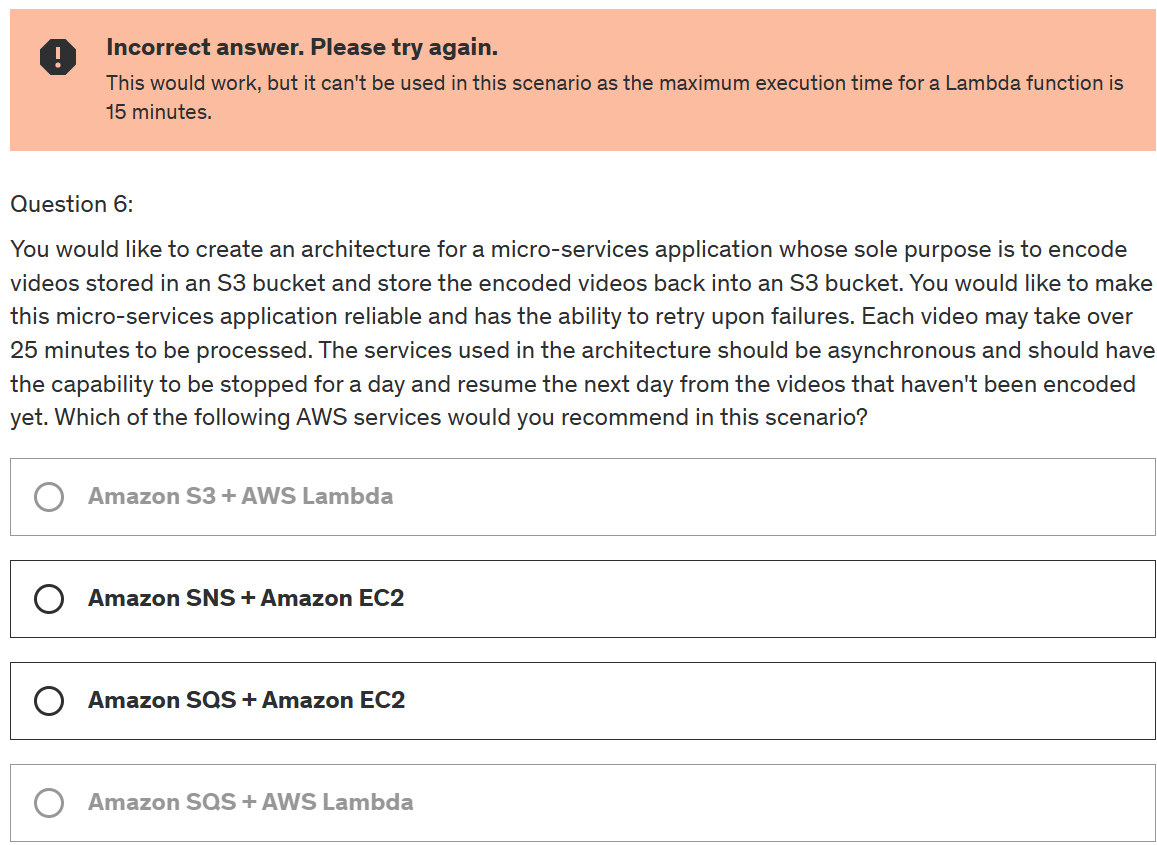 Incorrect answer. Please try again.
This would work, but it can't be used in this scenario as the maximum execution time for a Lambda function is
15 minutes.
Question 6:
You would like to create an architecture for a micro-services application whose sole purpose is to encode
videos stored in an S3 bucket and store the encoded videos back into an S3 bucket. You would like to make
this micro-services application reliable and has the ability to retry upon failures. Each video may take over
25 minutes to be processed. The services used in the architecture should be asynchronous and should have
the capability to be stopped for a day and resume the next day from the videos that haven't been encoded
yet. Which of the following AWS services would you recommend in this scenario?
Amazon S3 + AWS Lambda
Amazon SNS + Amazon EC2
Amazon SQS + Amazon EC2
Amazon SQS + AWS Lambda